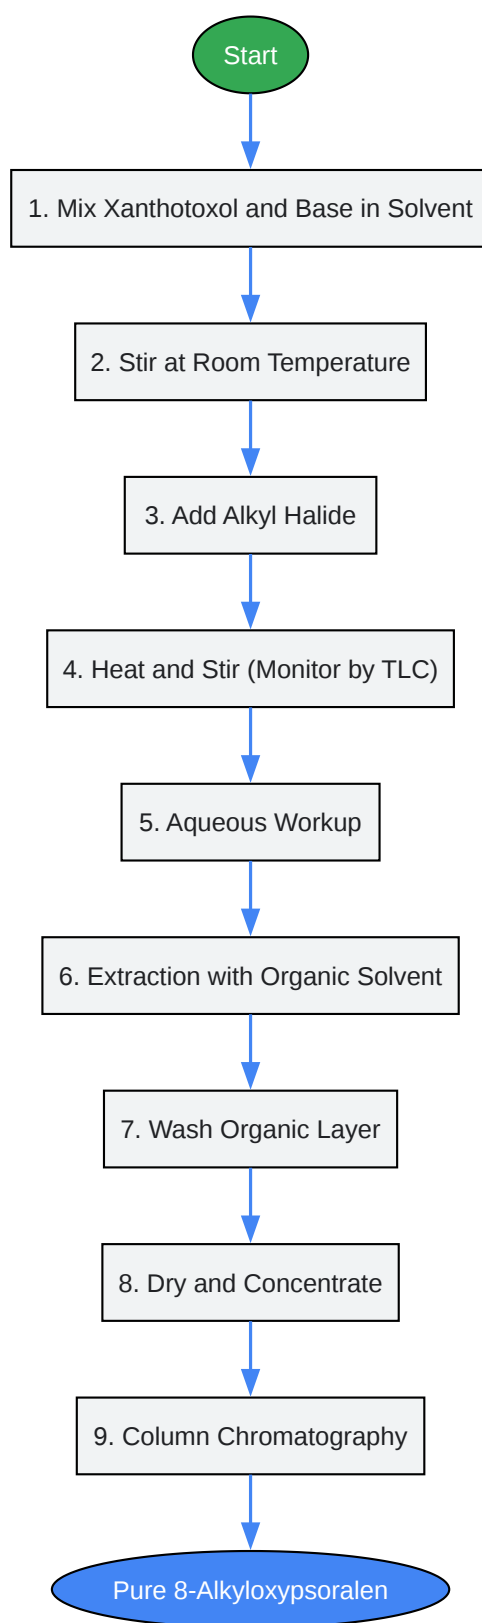 Start
1. Mix Xanthotoxol and Base in Solvent
2. Stir at Room Temperature
3. Add Alkyl Halide
4. Heat and Stir (Monitor by TLC)
5. Aqueous Workup
6. Extraction with Organic Solvent
7. Wash Organic Layer
8. Dry and Concentrate
9. Column Chromatography
Pure 8-Alkyloxypsoralen